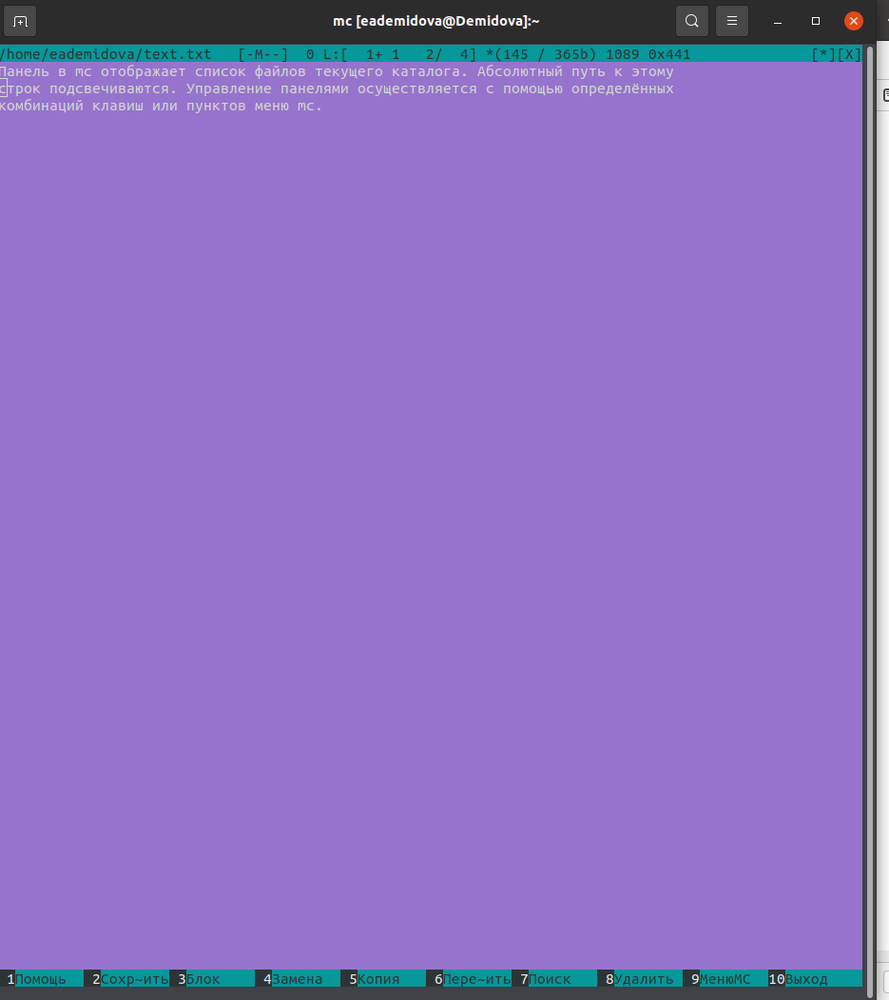 mc [eademidova@Demidova]:~
/home/eademidova/text.txt [-M--] 0 L:[ 1+ 1 2/ 4] *(145 / 365b) 1089 0x441 [*][X]
Панель в mc отображает список файлов текущего каталога. Абсолютный путь к этому
строк подсвечиваются. Управление панелями осуществляется с помощью определённых
комбинаций клавиш или пунктов меню mc.
1Помощь 2Сохр~ить 3Блок 4Замена 5Копия 6Пере~ить 7Поиск 8Удалить 9МенюМС 10Выход